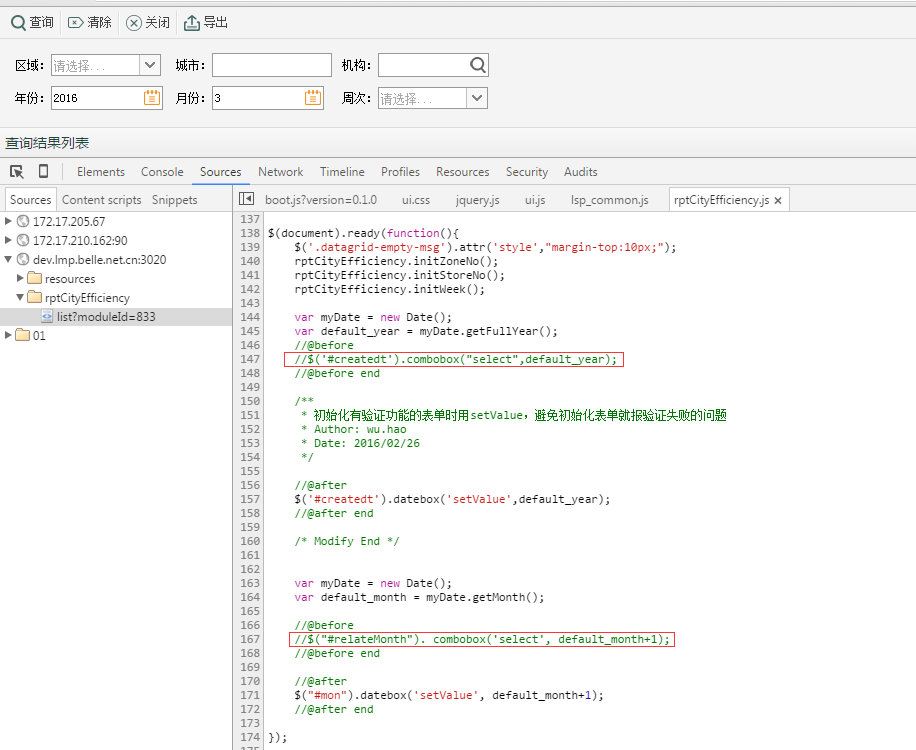 查询 清除 关闭 导出
区域: 请选择... 城市: 机构:
年份: 2016 月份: 3 周次: 请选择...
查询结果列表
Elements Console Sources Network Timeline Profiles Resources Security Audits
Sources Content scripts Snippets boot.js?version=0.1.0 ui.css jquery.js ui.js lsp_common.js rptCityEfficiency.js ×
172.17.205.67
172.17.210.162:90
dev.lmp.belle.net.cn:3020
resources
rptCityEfficiency
list?moduleId=833
01
137
138 $(document).ready(function(){
139 $('.datagrid-empty-msg').attr('style',"margin-top:10px;");
140 rptCityEfficiency.initZoneNo();
141 rptCityEfficiency.initStoreNo();
142 rptCityEfficiency.initWeek();
143
144 var myDate = new Date();
145 var default_year = myDate.getFullYear();
146 //@before
147 //$('#createdt').combobox("select",default_year);
148 //@before end
149
150 /**
151 * 初始化有验证功能的表单时用setValue，避免初始化表单就报验证失败的问题
152 * Author: wu.hao
153 * Date: 2016/02/26
154 */
155
156 //@after
157 $('#createdt').datebox('setValue',default_year);
158 //@after end
159
160 /* Modify End */
161
162
163 var myDate = new Date();
164 var default_month = myDate.getMonth();
165
166 //@before
167 //$("#relateMonth"). combobox('select', default_month+1);
168 //@before end
169
170 //@after
171 $("#mon").datebox('setValue', default_month+1);
172 //@after end
173
174 });